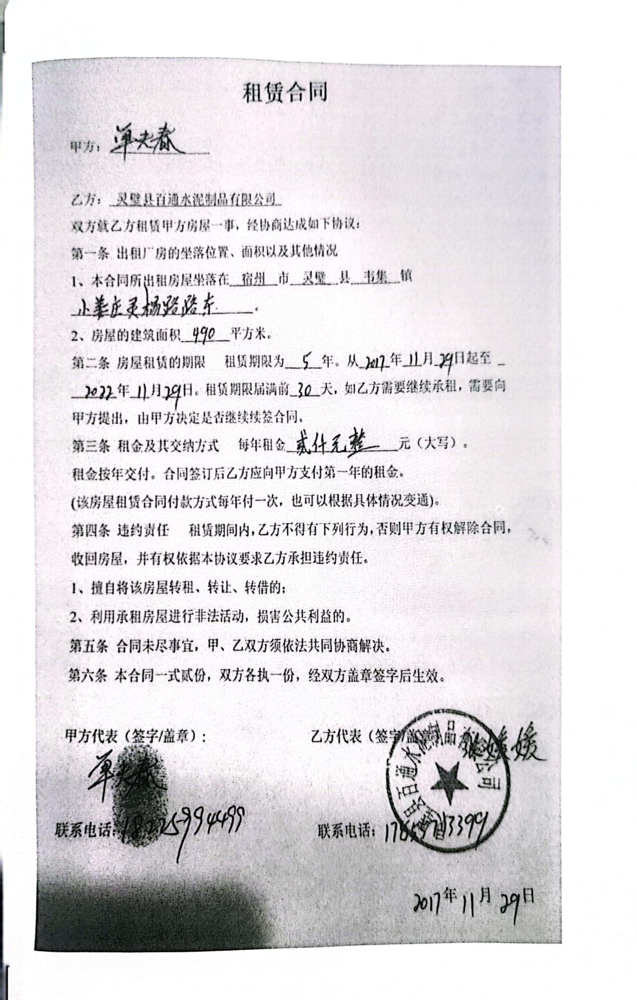 租赁合同
甲方：单夫春
乙方：灵璧县百通水泥制品有限公司
双方就乙方租赁甲方房屋一事，经协商达成如下协议：
第一条 出租厂房的坐落位置、面积以及其他情况
1、本合同所出租房屋坐落在 宿州 市 灵璧 县 韦集 镇
小姜庄灵杨路路东。
2、房屋的建筑面积 490 平方米。
第二条 房屋租赁的期限 租赁期限为 5 年。从 2017 年 11 月 29 日起至
2022 年 11 月 29 日。租赁期限届满前 30 天，如乙方需要继续承租，需要向
甲方提出，由甲方决定是否继续续签合同。
第三条 租金及其交纳方式 每年租金 贰仟元整 元（大写）。
租金按年交付。合同签订后乙方应向甲方支付第一年的租金。
(该房屋租赁合同付款方式每年付一次，也可以根据具体情况变通)。
第四条 违约责任 租赁期间内，乙方不得有下列行为，否则甲方有权解除合同，
收回房屋，并有权依据本协议要求乙方承担违约责任。
1、擅自将该房屋转租、转让、转借的；
2、利用承租房屋进行非法活动，损害公共利益的。
第五条 合同未尽事宜，甲、乙双方须依法共同协商解决。
第六条 本合同一式贰份，双方各执一份，经双方盖章签字后生效。
甲方代表（签字/盖章）： 乙方代表（签字/盖章）：张媛媛
单夫春
灵璧县百通水泥制品有限公司
联系电话：18225994499 联系电话：
2017年 11月 29日